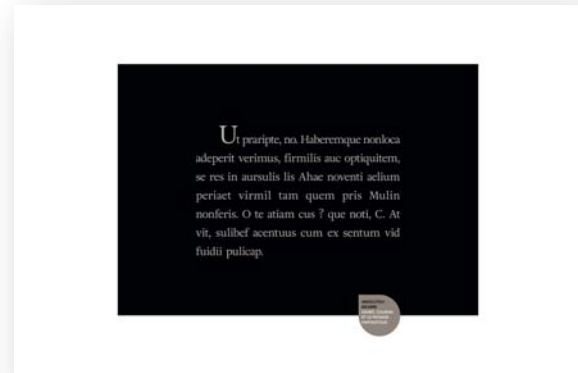 Ut praripte, no. Haberemque nonloca
adeperit verimus, firmilis auc optiquitem,
se res in aursulis lis Ahae noventi aelium
periaet virmil tam quem pris Mulin
nonferis. O te atiam cus ? que noti, C. At
vit, sulibef acentuus cum ex sentum vid
fuidii pulicap.